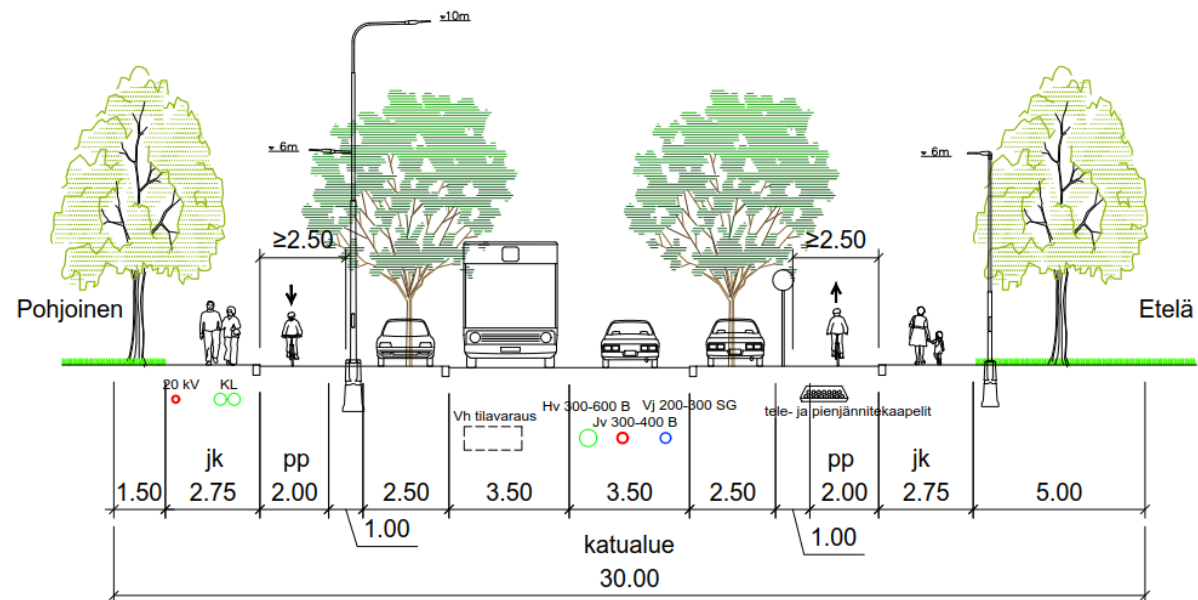 10m
6m
6m
≥2.50
≥2.50
Pohjoinen
Etelä
20 kV
KL
Vh tilavaraus
Hv 300-600 B
Vj 200-300 SG
Jv 300-400 B
tele- ja pienjännitekaapelit
jk
pp
pp
jk
1.50
2.75
2.00
2.50
3.50
3.50
2.50
2.00
2.75
5.00
1.00
1.00
katualue
30.00